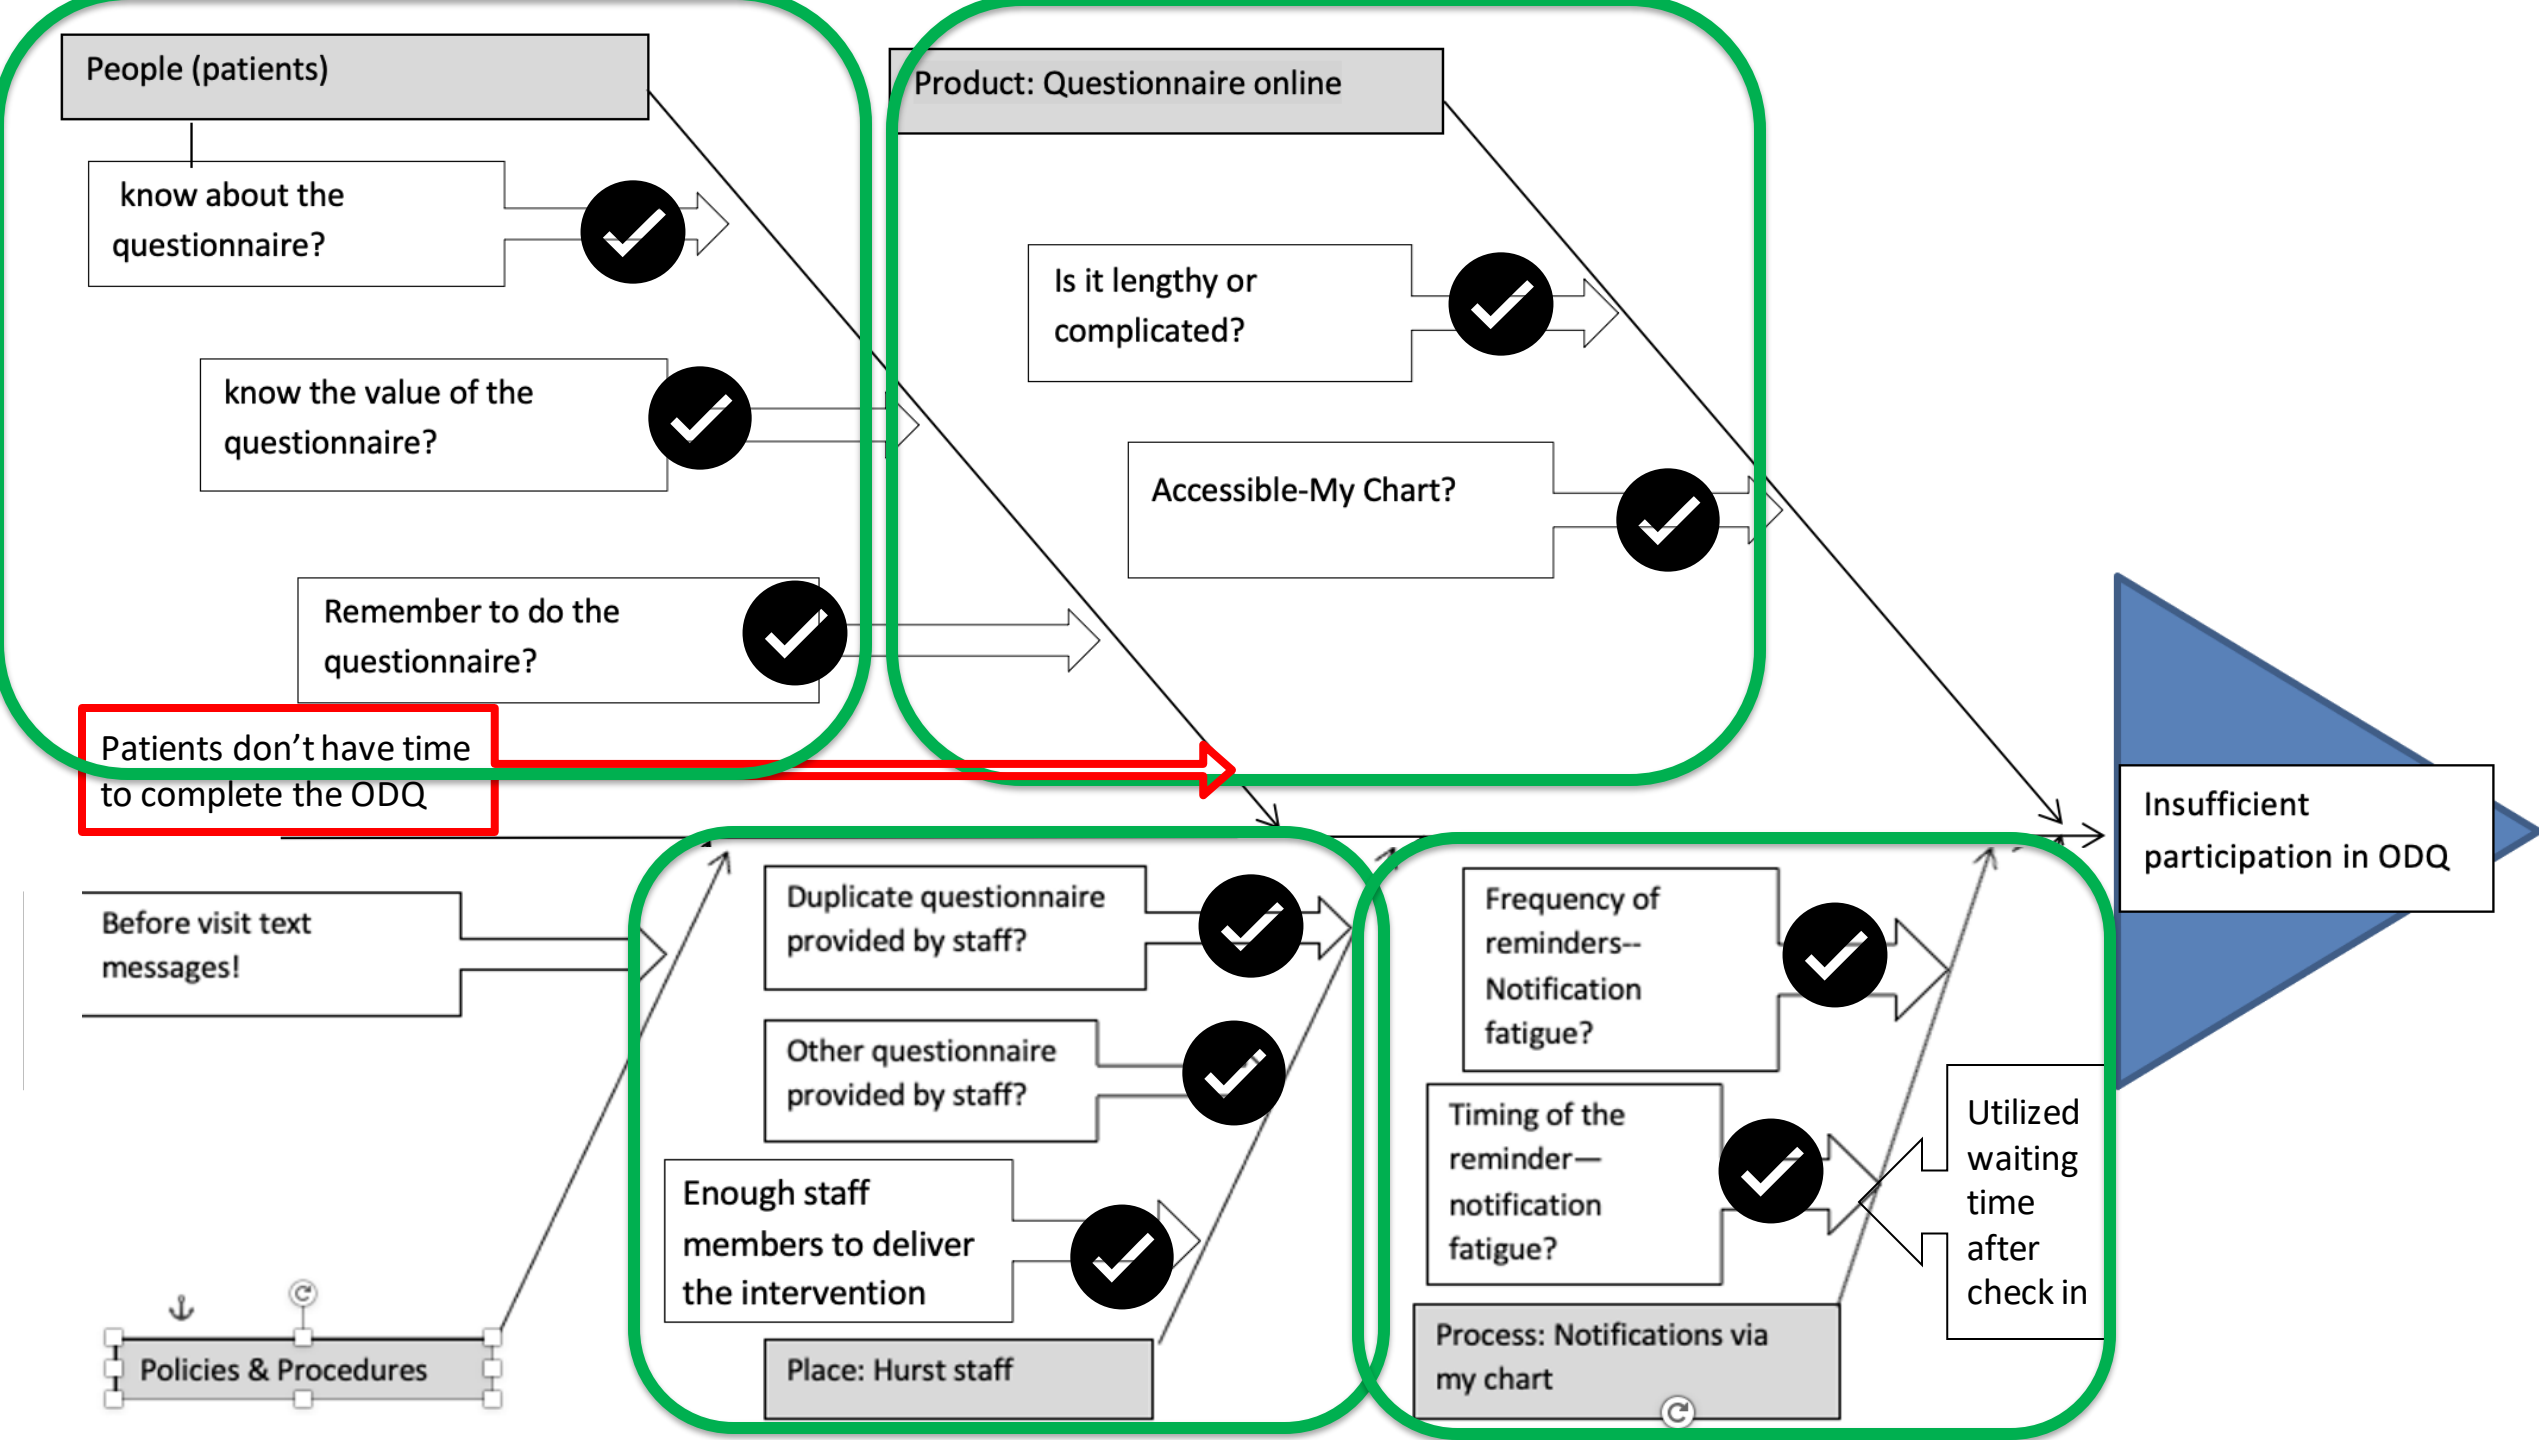 People (patients)
know about the
questionnaire?
know the value of the
questionnaire?
Remember to do the
questionnaire?
Patients don't have time
to complete the ODQ
Product: Questionnaire online
Is it lengthy or
complicated?
Accessible-My Chart?
Insufficient
participation in ODQ
Before visit text
messages!
Policies & Procedures
Duplicate questionnaire
provided by staff?
Other questionnaire
provided by staff?
Enough staff
members to deliver
the intervention
Place: Hurst staff
Frequency of
reminders--
Notification
fatigue?
Timing of the
reminder—
notification
fatigue?
Process: Notifications via
my chart
Utilized
waiting
time
after
check in